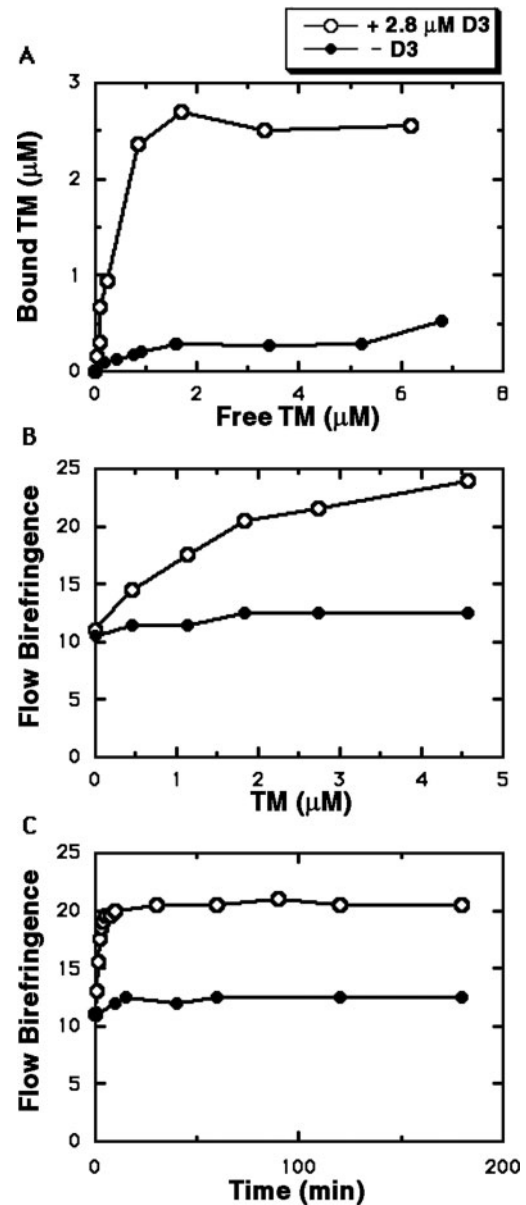 + 2.8 μM D3
- D3
A
3
2
1
0
Bound TM (μM)
0 2 4 6 8
Free TM (μM)
B
25
20
15
10
5
0
Flow Birefringence
0 1 2 3 4 5
TM (μM)
C
25
20
15
10
5
0
Flow Birefringence
0 100 200
Time (min)